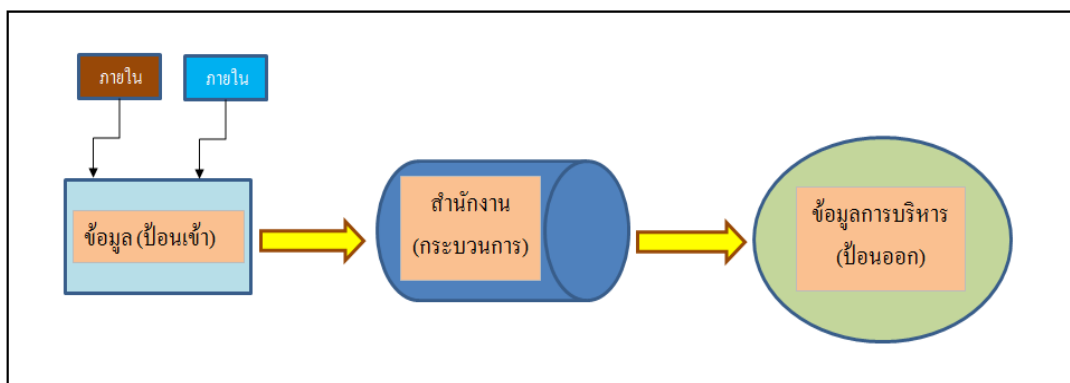 ภายใน
ภายใน
ข้อมูล (ป้อนเข้า)
สำนักงาน
(กระบวนการ)
ข้อมูลการบริหาร
(ป้อนออก)